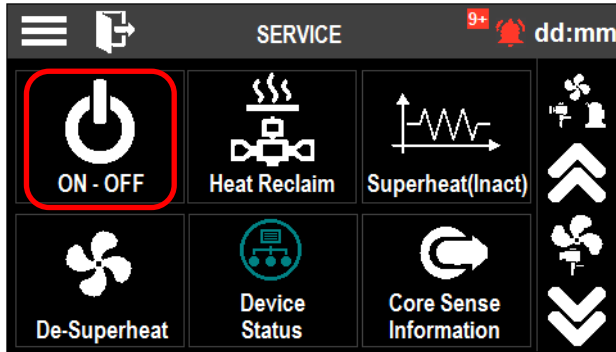 SERVICE
9+
dd:mm
ON - OFF
Heat Reclaim
Superheat(Inact)
De-Superheat
Device
Status
Core Sense
Information